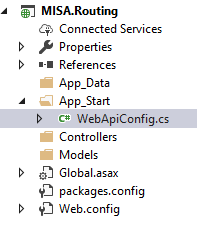 MISA.Routing
Connected Services
Properties
References
App_Data
App_Start
C# WebApiConfig.cs
Controllers
Models
Global.asax
packages.config
Web.config